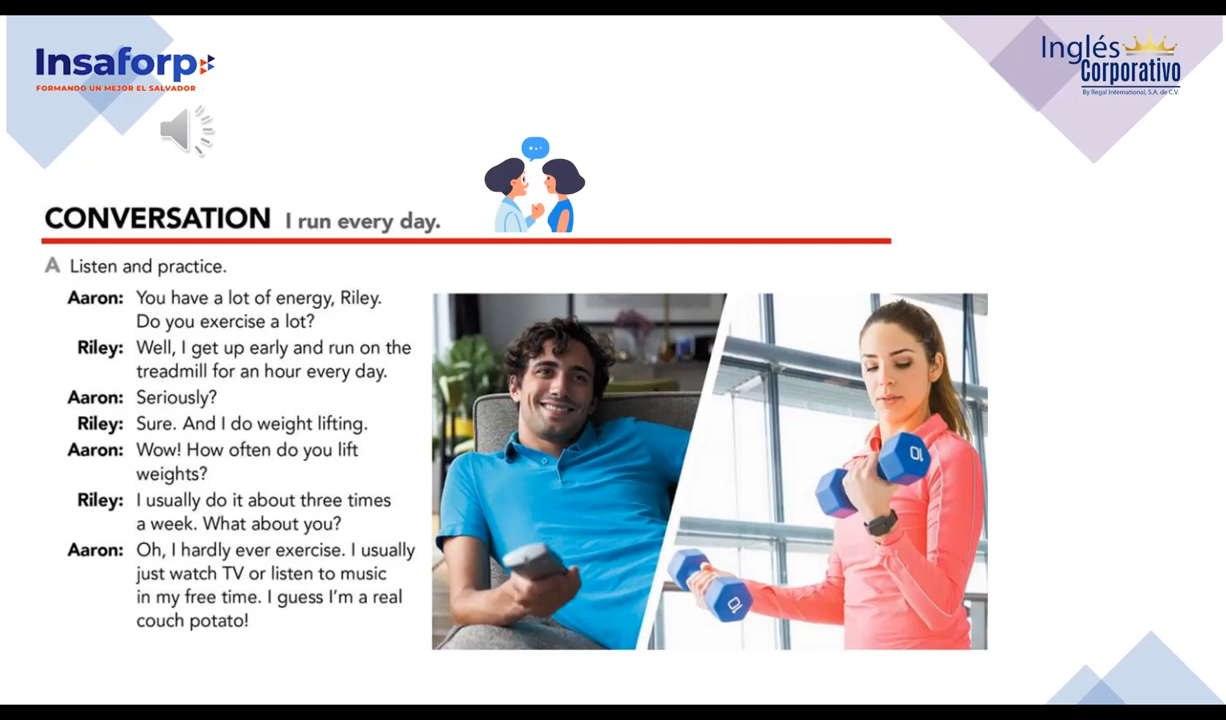 Insaforp
FORMANDO UN MEJOR EL SALVADOR
Inglés
Corporativo
By Regal International, S.A. de C.V.
CONVERSATION I run every day.
A Listen and practice.
Aaron: You have a lot of energy, Riley.
Do you exercise a lot?
Riley: Well, I get up early and run on the
treadmill for an hour every day.
Aaron: Seriously?
Riley: Sure. And I do weight lifting.
Aaron: Wow! How often do you lift
weights?
Riley: I usually do it about three times
a week. What about you?
Aaron: Oh, I hardly ever exercise. I usually
just watch TV or listen to music
in my free time. I guess I'm a real
couch potato!
10
10